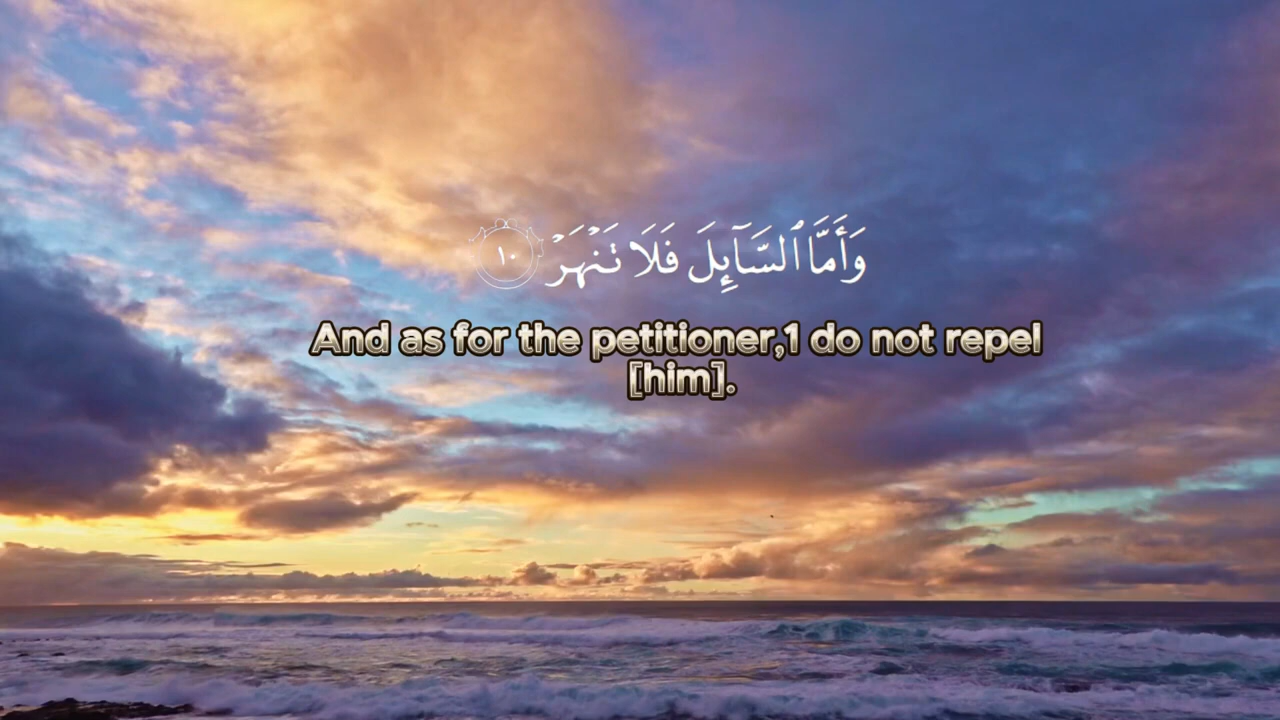 وَأَمَّا ٱلسَّآئِلَ فَلَا تَنۡهَرۡ ١٠
And as for the petitioner,1 do not repel
[him].